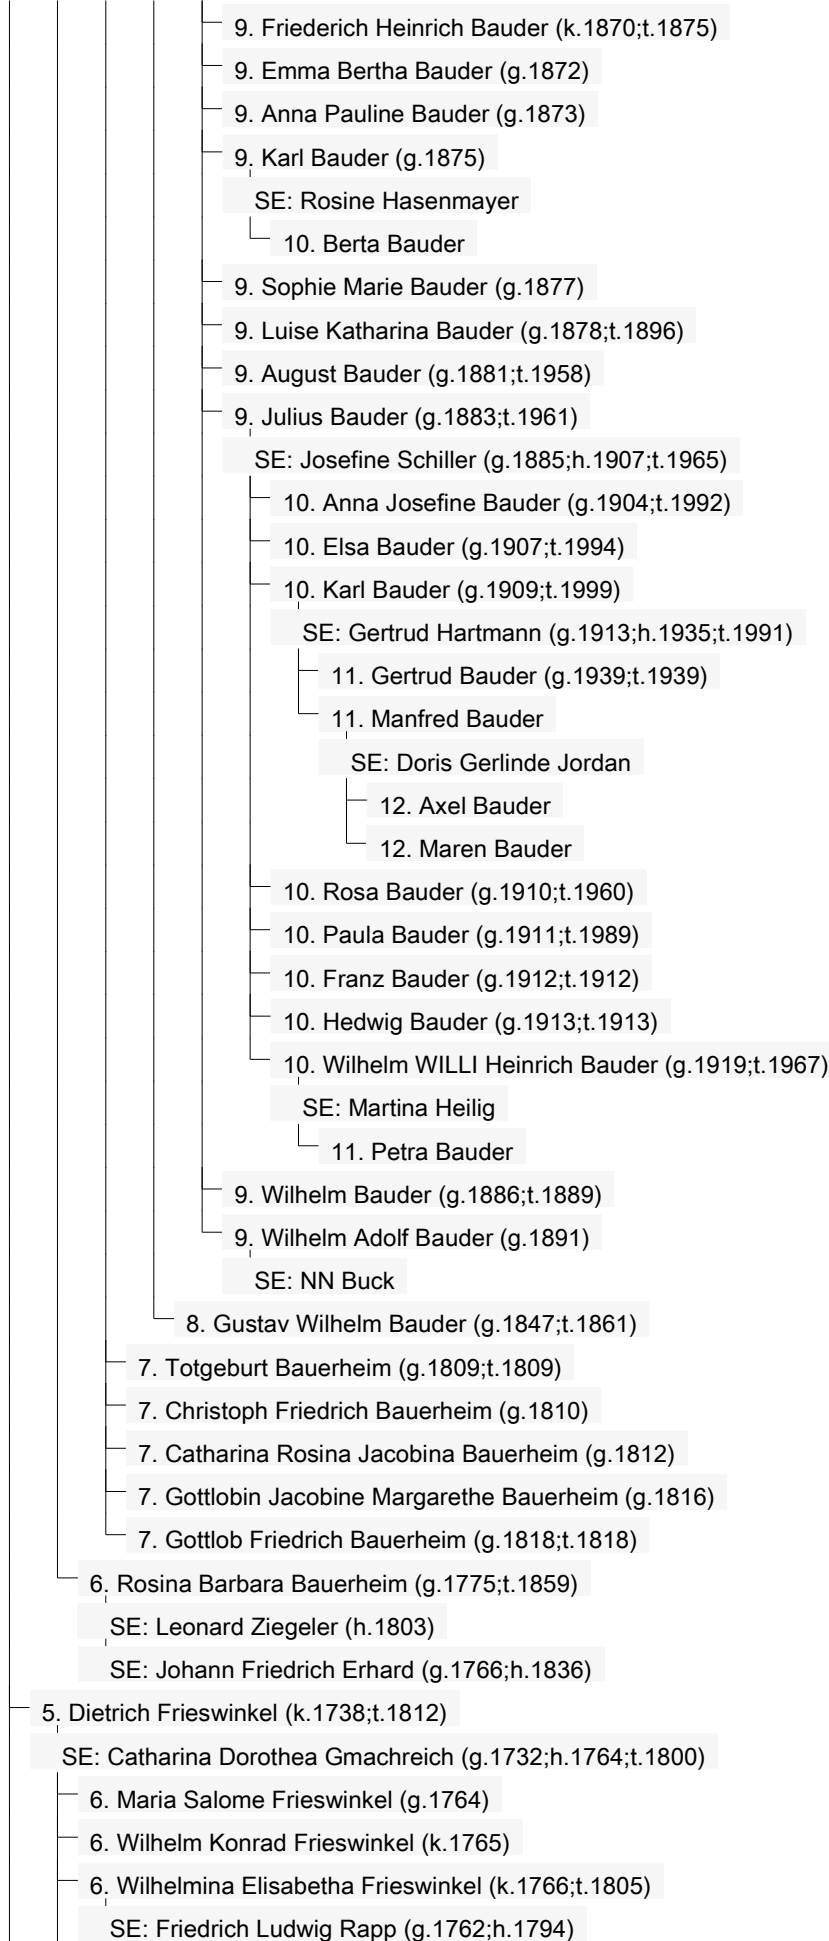 9. Friederich Heinrich Bauder (k.1870;t.1875)
9. Emma Bertha Bauder (g.1872)
9. Anna Pauline Bauder (g.1873)
9. Karl Bauder (g.1875)
SE: Rosine Hasenmayer
10. Berta Bauder
9. Sophie Marie Bauder (g.1877)
9. Luise Katharina Bauder (g.1878;t.1896)
9. August Bauder (g.1881;t.1958)
9. Julius Bauder (g.1883;t.1961)
SE: Josefine Schiller (g.1885;h.1907;t.1965)
10. Anna Josefine Bauder (g.1904;t.1992)
10. Elsa Bauder (g.1907;t.1994)
10. Karl Bauder (g.1909;t.1999)
SE: Gertrud Hartmann (g.1913;h.1935;t.1991)
11. Gertrud Bauder (g.1939;t.1939)
11. Manfred Bauder
SE: Doris Gerlinde Jordan
12. Axel Bauder
12. Maren Bauder
10. Rosa Bauder (g.1910;t.1960)
10. Paula Bauder (g.1911;t.1989)
10. Franz Bauder (g.1912;t.1912)
10. Hedwig Bauder (g.1913;t.1913)
10. Wilhelm WILLI Heinrich Bauder (g.1919;t.1967)
SE: Martina Heilig
11. Petra Bauder
9. Wilhelm Bauder (g.1886;t.1889)
9. Wilhelm Adolf Bauder (g.1891)
SE: NN Buck
8. Gustav Wilhelm Bauder (g.1847;t.1861)
7. Totgeburt Bauerheim (g.1809;t.1809)
7. Christoph Friedrich Bauerheim (g.1810)
7. Catharina Rosina Jacobina Bauerheim (g.1812)
7. Gottlobin Jacobine Margarethe Bauerheim (g.1816)
7. Gottlob Friedrich Bauerheim (g.1818;t.1818)
6. Rosina Barbara Bauerheim (g.1775;t.1859)
SE: Leonard Ziegeler (h.1803)
SE: Johann Friedrich Erhard (g.1766;h.1836)
5. Dietrich Frieswinkel (k.1738;t.1812)
SE: Catharina Dorothea Gmachreich (g.1732;h.1764;t.1800)
6. Maria Salome Frieswinkel (g.1764)
6. Wilhelm Konrad Frieswinkel (k.1765)
6. Wilhelmina Elisabetha Frieswinkel (k.1766;t.1805)
SE: Friedrich Ludwig Rapp (g.1762;h.1794)